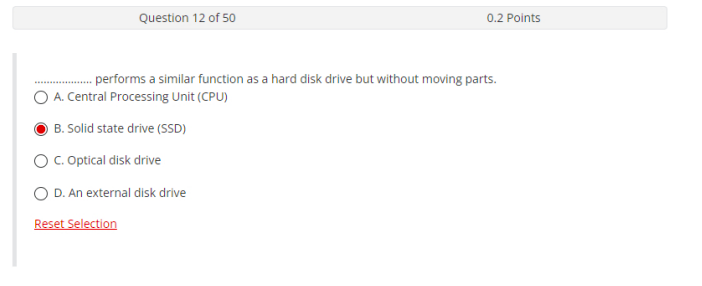 Question 12 of 50
0.2 Points
................... performs a similar function as a hard disk drive but without moving parts.
A. Central Processing Unit (CPU)
B. Solid state drive (SSD)
C. Optical disk drive
D. An external disk drive
Reset Selection